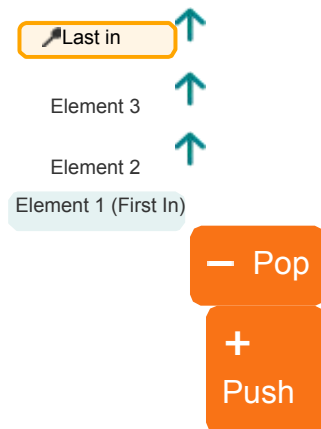 Last in
Element 3
Element 2
Element 1 (First In)
− Pop
+
Push